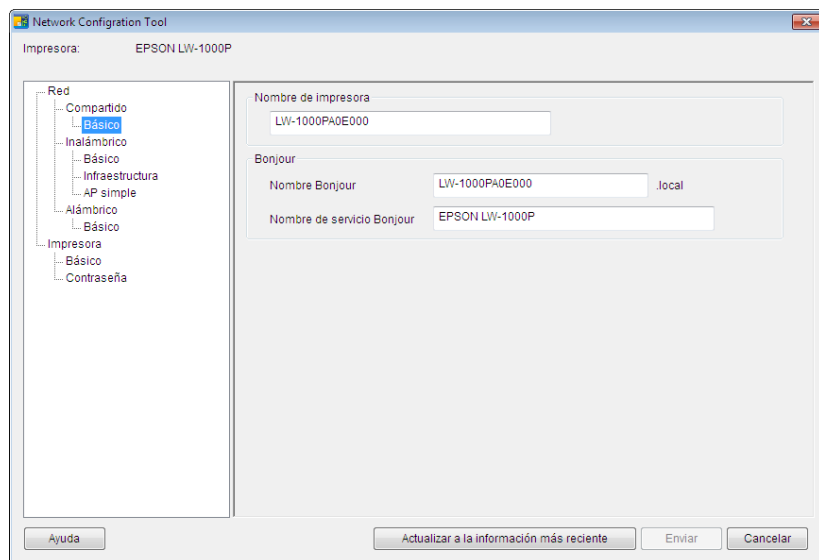 Network Configration Tool
Impresora: EPSON LW-1000P
Red
Compartido
Básico
Inalámbrico
Básico
Infraestructura
AP simple
Alámbrico
Básico
Impresora
Básico
Contraseña
Nombre de impresora
LW-1000PA0E000
Bonjour
Nombre Bonjour LW-1000PA0E000 .local
Nombre de servicio Bonjour EPSON LW-1000P
Ayuda Actualizar a la información más reciente Enviar Cancelar